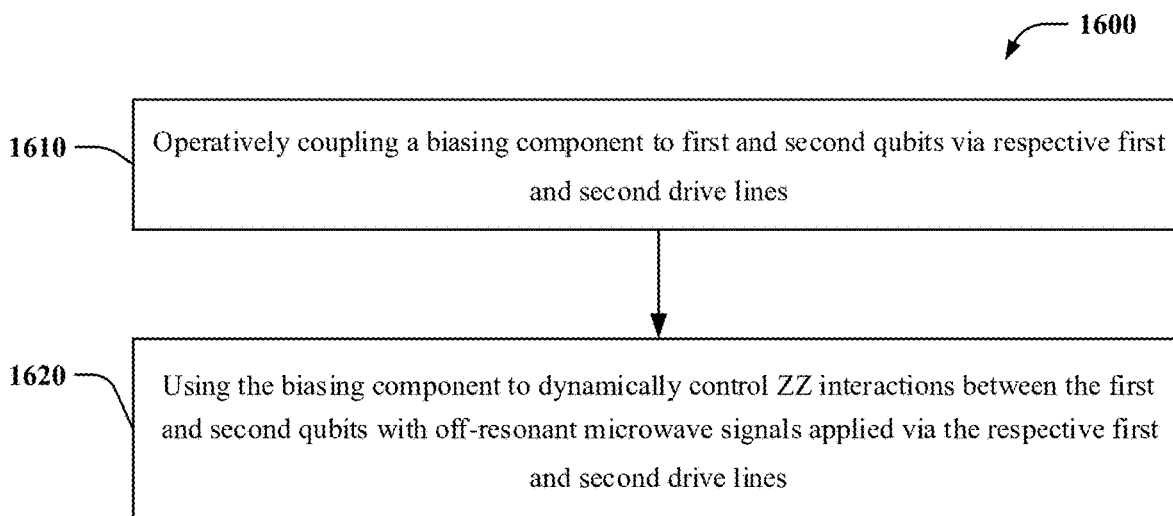 1600
1610
Operatively coupling a biasing component to first and second qubits via respective first
and second drive lines
1620
Using the biasing component to dynamically control ZZ interactions between the first
and second qubits with off-resonant microwave signals applied via the respective first
and second drive lines